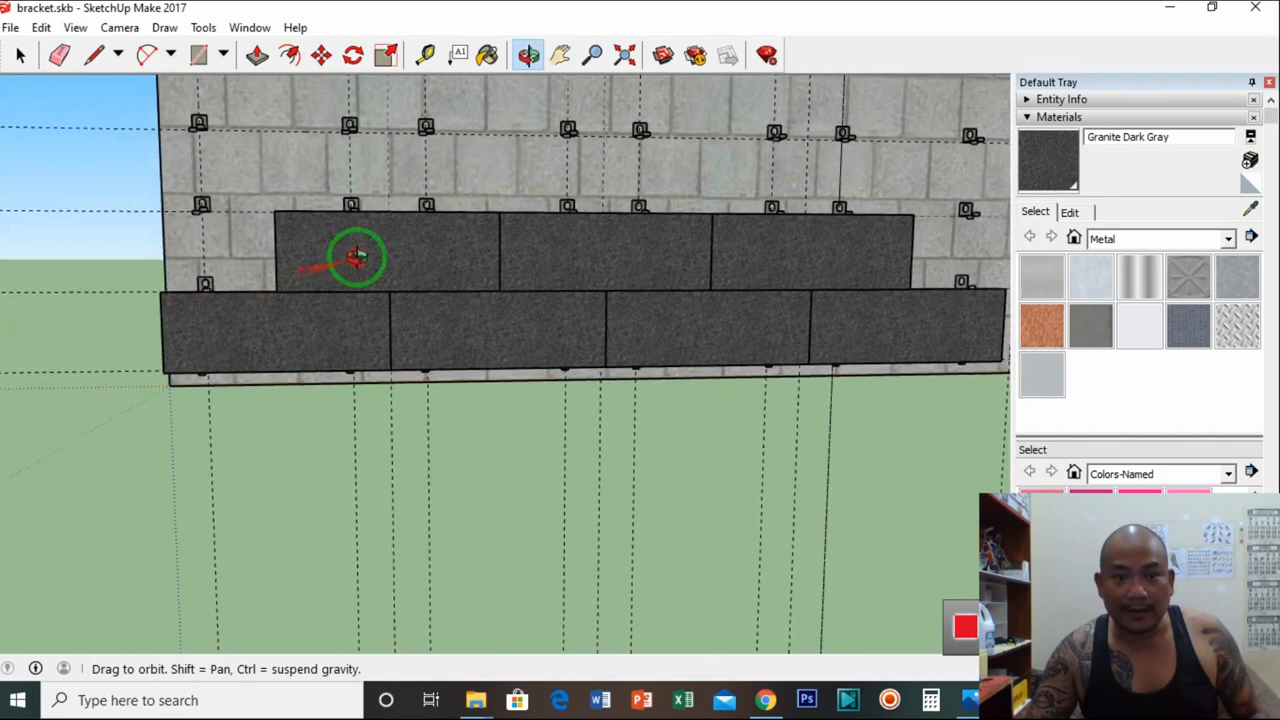 bracket.skb - SketchUp Make 2017
File Edit View Camera Draw Tools Window Help
A1
Default Tray
Entity Info
Materials
Granite Dark Gray
Select Edit
Metal
Select
Colors-Named
Drag to orbit. Shift = Pan, Ctrl = suspend gravity.
Type here to search